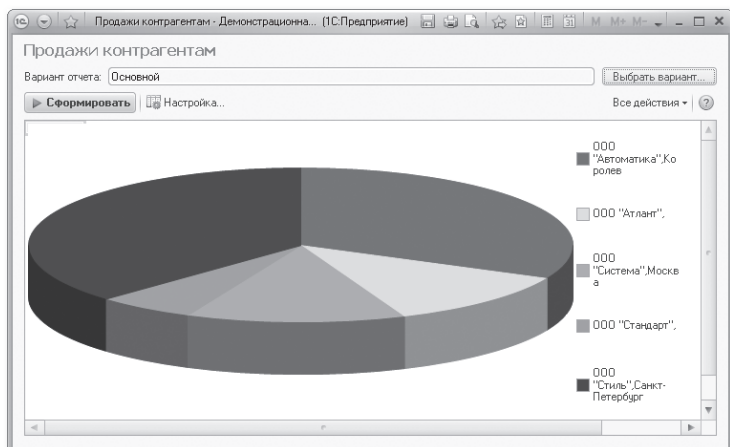 Продажи контрагентам - Демонстрационна... (1С:Предприятие)
M M+ M-
Продажи контрагентам
Вариант отчета: Основной
Выбрать вариант...
Сформировать
Настройка...
Все действия
?
ООО
"Автоматика",Ко
ролев
ООО "Атлант",
ООО
"Система",Москв
а
ООО "Стандарт",
ООО
"Стиль",Санкт-
Петербург